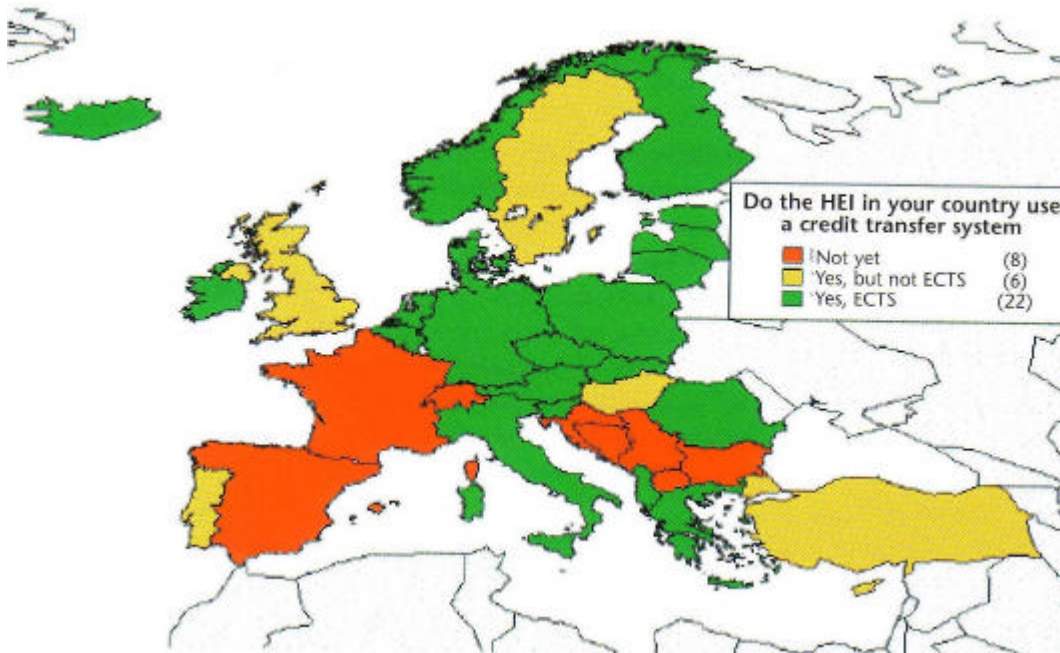 Do the HEI in your country use
a credit transfer system
Not yet (8)
Yes, but not ECTS (6)
Yes, ECTS (22)